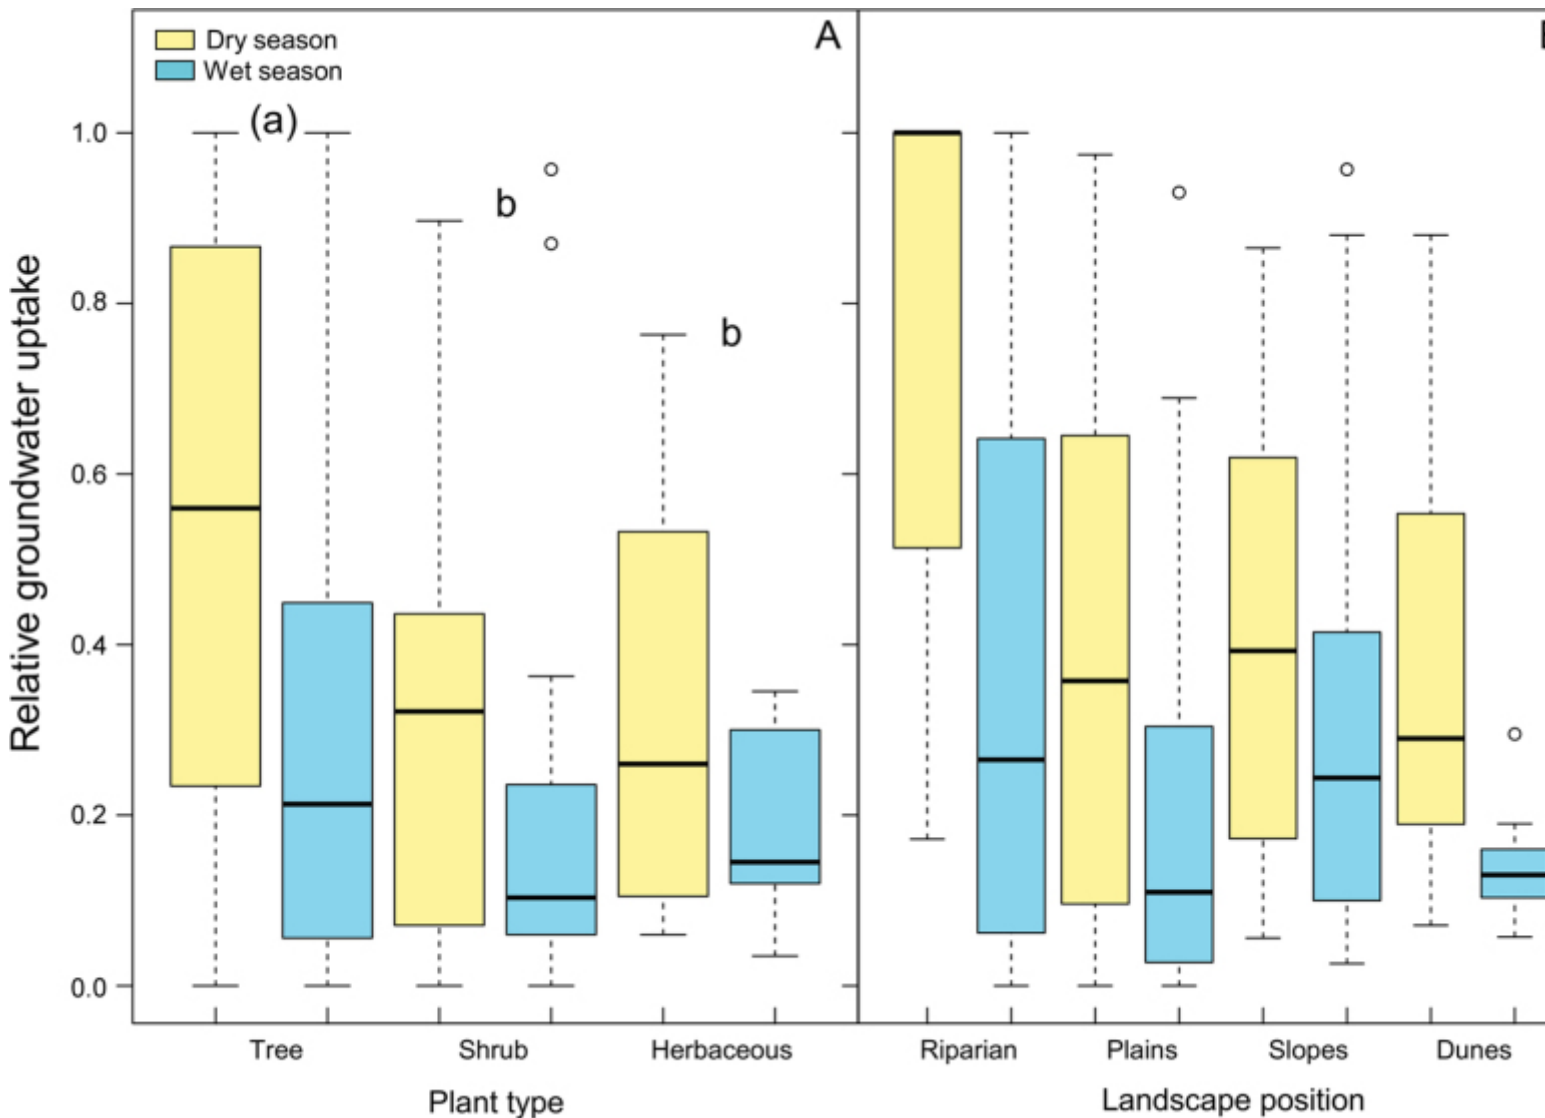 Dry season
Wet season
A
(a)
b
b
Relative groundwater uptake
1.0
0.8
0.6
0.4
0.2
0.0
Tree Shrub Herbaceous Riparian Plains Slopes Dunes
Plant type Landscape position